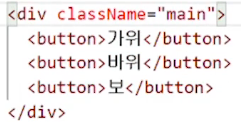 <div className="main">
<button>가위</button>
<button>바위</button>
<button>보</button>
</div>